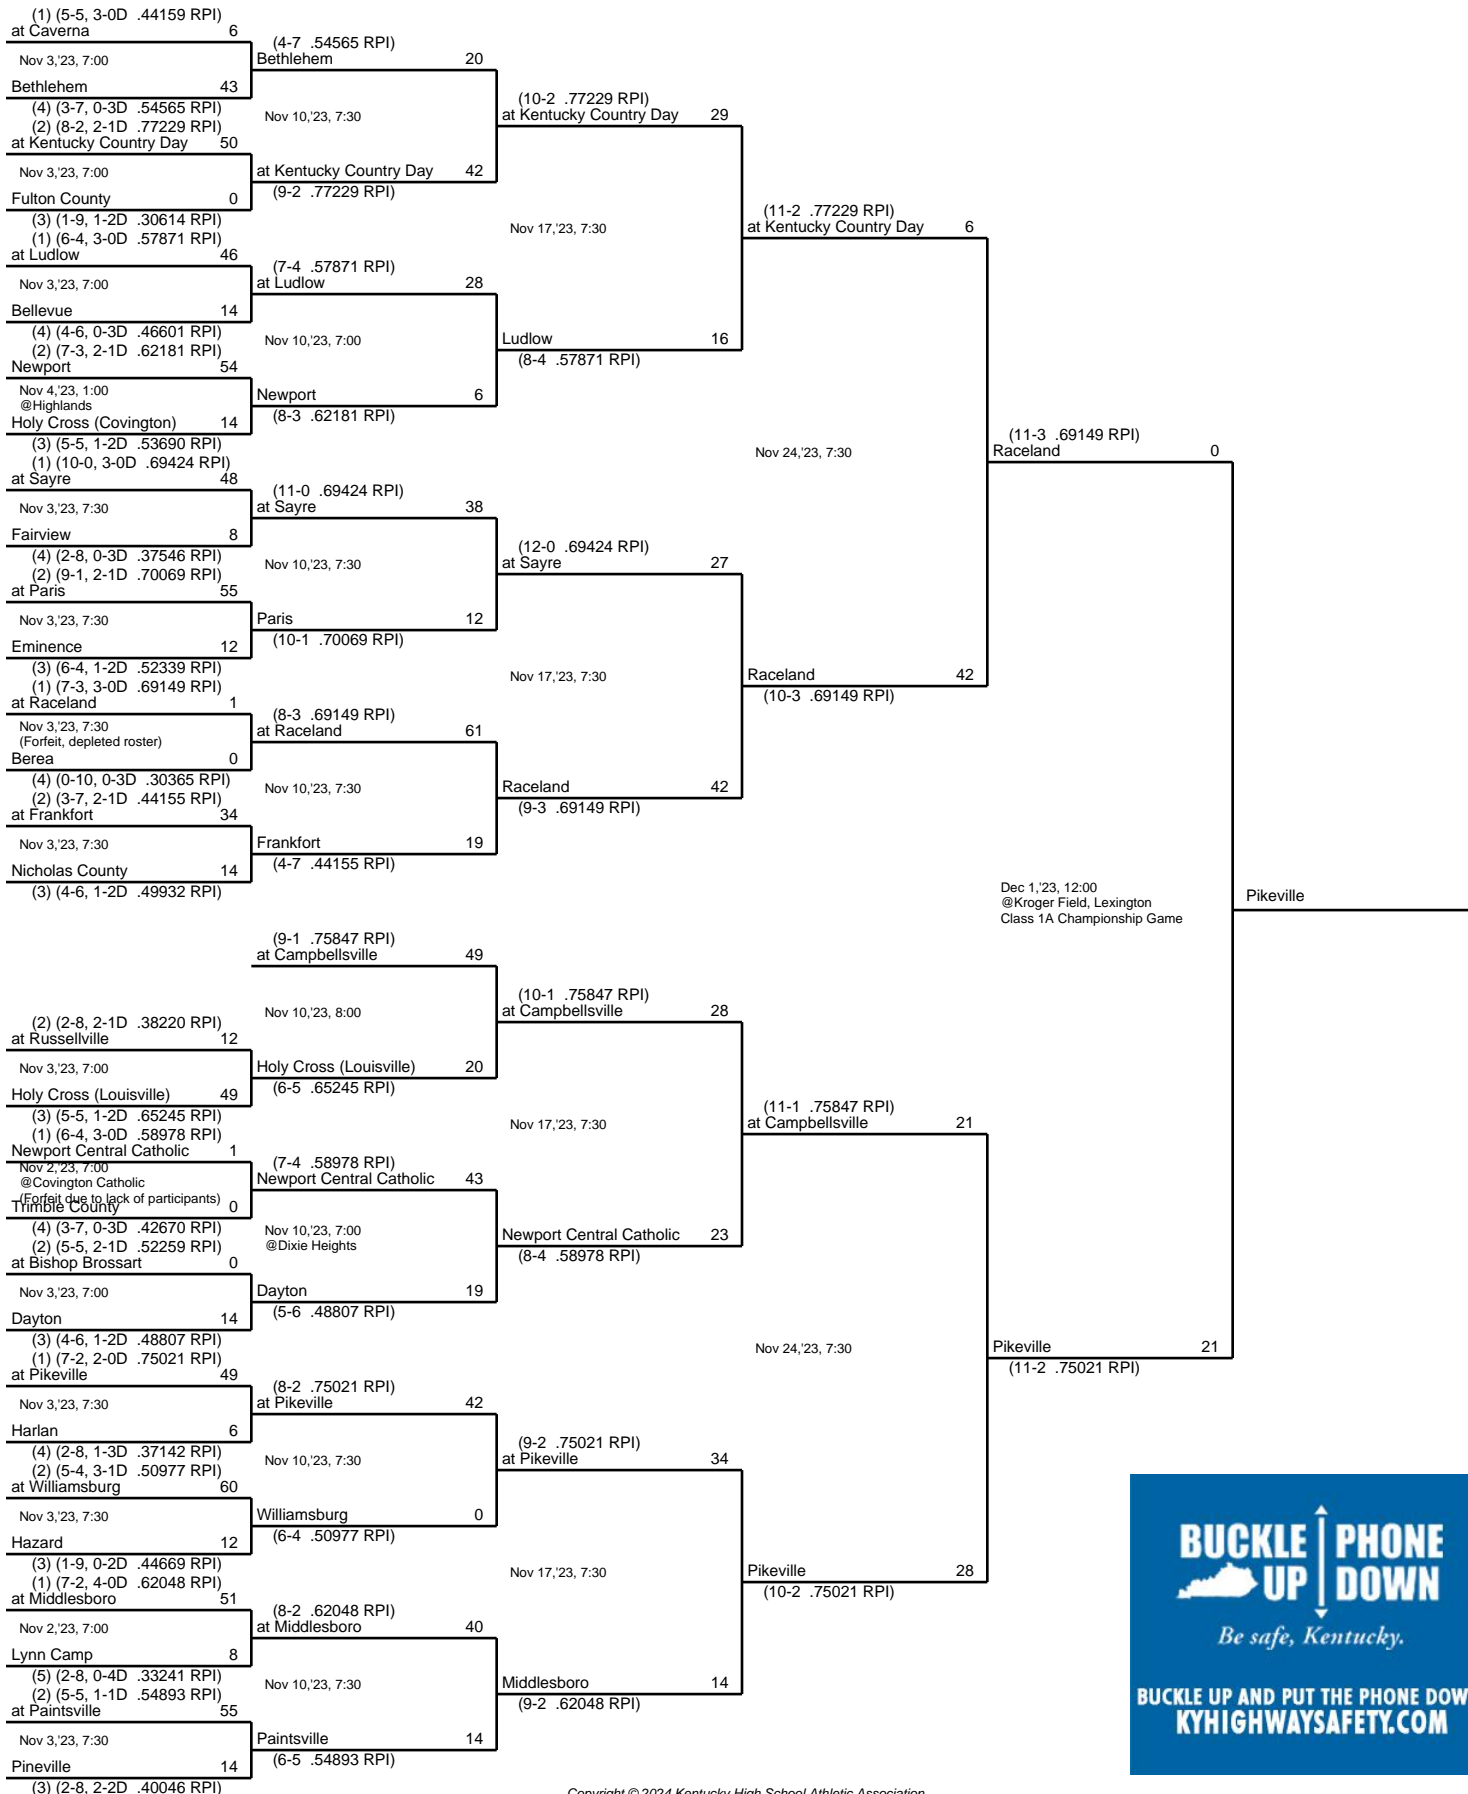 (1) (5-5, 3-0D .44159 RPI)
at Caverna 6
Nov 3,'23, 7:00
Bethlehem 43
(4) (3-7, 0-3D .54565 RPI)
(2) (8-2, 2-1D .77229 RPI)
at Kentucky Country Day 50
Nov 3,'23, 7:00
Fulton County 0
(3) (1-9, 1-2D .30614 RPI)
(1) (6-4, 3-0D .57871 RPI)
at Ludlow 46
Nov 3,'23, 7:00
Bellevue 14
(4) (4-6, 0-3D .46601 RPI)
(2) (7-3, 2-1D .62181 RPI)
Newport 54
Nov 4,'23, 1:00
@Highlands
Holy Cross (Covington) 14
(3) (5-5, 1-2D .53690 RPI)
(1) (10-0, 3-0D .69424 RPI)
at Sayre 48
Nov 3,'23, 7:30
Fairview 8
(4) (2-8, 0-3D .37546 RPI)
(2) (9-1, 2-1D .70069 RPI)
at Paris 55
Nov 3,'23, 7:30
Eminence 12
(3) (6-4, 1-2D .52339 RPI)
(1) (7-3, 3-0D .69149 RPI)
at Raceland 1
Nov 3,'23, 7:30
(Forfeit, depleted roster)
Berea 0
(4) (0-10, 0-3D .30365 RPI)
(2) (3-7, 2-1D .44155 RPI)
at Frankfort 34
Nov 3,'23, 7:30
Nicholas County 14
(3) (4-6, 1-2D .49932 RPI)
(2) (2-8, 2-1D .38220 RPI)
at Russellville 12
Nov 3,'23, 7:00
Holy Cross (Louisville) 49
(3) (5-5, 1-2D .65245 RPI)
(1) (6-4, 3-0D .58978 RPI)
Newport Central Catholic 1
Nov 2,'23, 7:00
@Covington Catholic
(Forfeit due to lack of participants)
Trimble County 0
(4) (3-7, 0-3D .42670 RPI)
(2) (5-5, 2-1D .52259 RPI)
at Bishop Brossart 0
Nov 3,'23, 7:00
Dayton 14
(3) (4-6, 1-2D .48807 RPI)
(1) (7-2, 2-0D .75021 RPI)
at Pikeville 49
Nov 3,'23, 7:30
Harlan 6
(4) (2-8, 1-3D .37142 RPI)
(2) (5-4, 3-1D .50977 RPI)
at Williamsburg 60
Nov 3,'23, 7:30
Hazard 12
(3) (1-9, 0-2D .44669 RPI)
(1) (7-2, 4-0D .62048 RPI)
at Middlesboro 51
Nov 2,'23, 7:00
Lynn Camp 8
(5) (2-8, 0-4D .33241 RPI)
(2) (5-5, 1-1D .54893 RPI)
at Paintsville 55
Nov 3,'23, 7:30
Pineville 14
(3) (2-8, 2-2D .40046 RPI)
(4-7 .54565 RPI)
Bethlehem 20
Nov 10,'23, 7:30
at Kentucky Country Day 42
(9-2 .77229 RPI)
(7-4 .57871 RPI)
at Ludlow 28
Nov 10,'23, 7:00
Newport 6
(8-3 .62181 RPI)
(11-0 .69424 RPI)
at Sayre 38
Nov 10,'23, 7:30
Paris 12
(10-1 .70069 RPI)
(8-3 .69149 RPI)
at Raceland 61
Nov 10,'23, 7:30
Frankfort 19
(4-7 .44155 RPI)
(9-1 .75847 RPI)
at Campbellsville 49
Nov 10,'23, 8:00
Holy Cross (Louisville) 20
(6-5 .65245 RPI)
(7-4 .58978 RPI)
Newport Central Catholic 43
Nov 10,'23, 7:00
@Dixie Heights
Dayton 19
(5-6 .48807 RPI)
(8-2 .75021 RPI)
at Pikeville 42
Nov 10,'23, 7:30
Williamsburg 0
(6-4 .50977 RPI)
(8-2 .62048 RPI)
at Middlesboro 40
Nov 10,'23, 7:30
Paintsville 14
(6-5 .54893 RPI)
(10-2 .77229 RPI)
at Kentucky Country Day 29
Nov 17,'23, 7:30
Ludlow 16
(8-4 .57871 RPI)
(12-0 .69424 RPI)
at Sayre 27
Nov 17,'23, 7:30
Raceland 42
(9-3 .69149 RPI)
(10-1 .75847 RPI)
at Campbellsville 28
Nov 17,'23, 7:30
Newport Central Catholic 23
(8-4 .58978 RPI)
(9-2 .75021 RPI)
at Pikeville 34
Nov 17,'23, 7:30
Middlesboro 14
(9-2 .62048 RPI)
(11-2 .77229 RPI)
at Kentucky Country Day 6
Nov 24,'23, 7:30
Raceland 42
(10-3 .69149 RPI)
(11-1 .75847 RPI)
at Campbellsville 21
Nov 24,'23, 7:30
Pikeville 28
(10-2 .75021 RPI)
(11-3 .69149 RPI)
Raceland 0
Dec 1,'23, 12:00
@Kroger Field, Lexington
Class 1A Championship Game
Pikeville 21
(11-2 .75021 RPI)
Pikeville
BUCKLE UP
PHONE DOWN
Be safe, Kentucky.
BUCKLE UP AND PUT THE PHONE DOW
KYHIGHWAYSAFETY.COM
Copyright © 2024 Kentucky High School Athletic Association